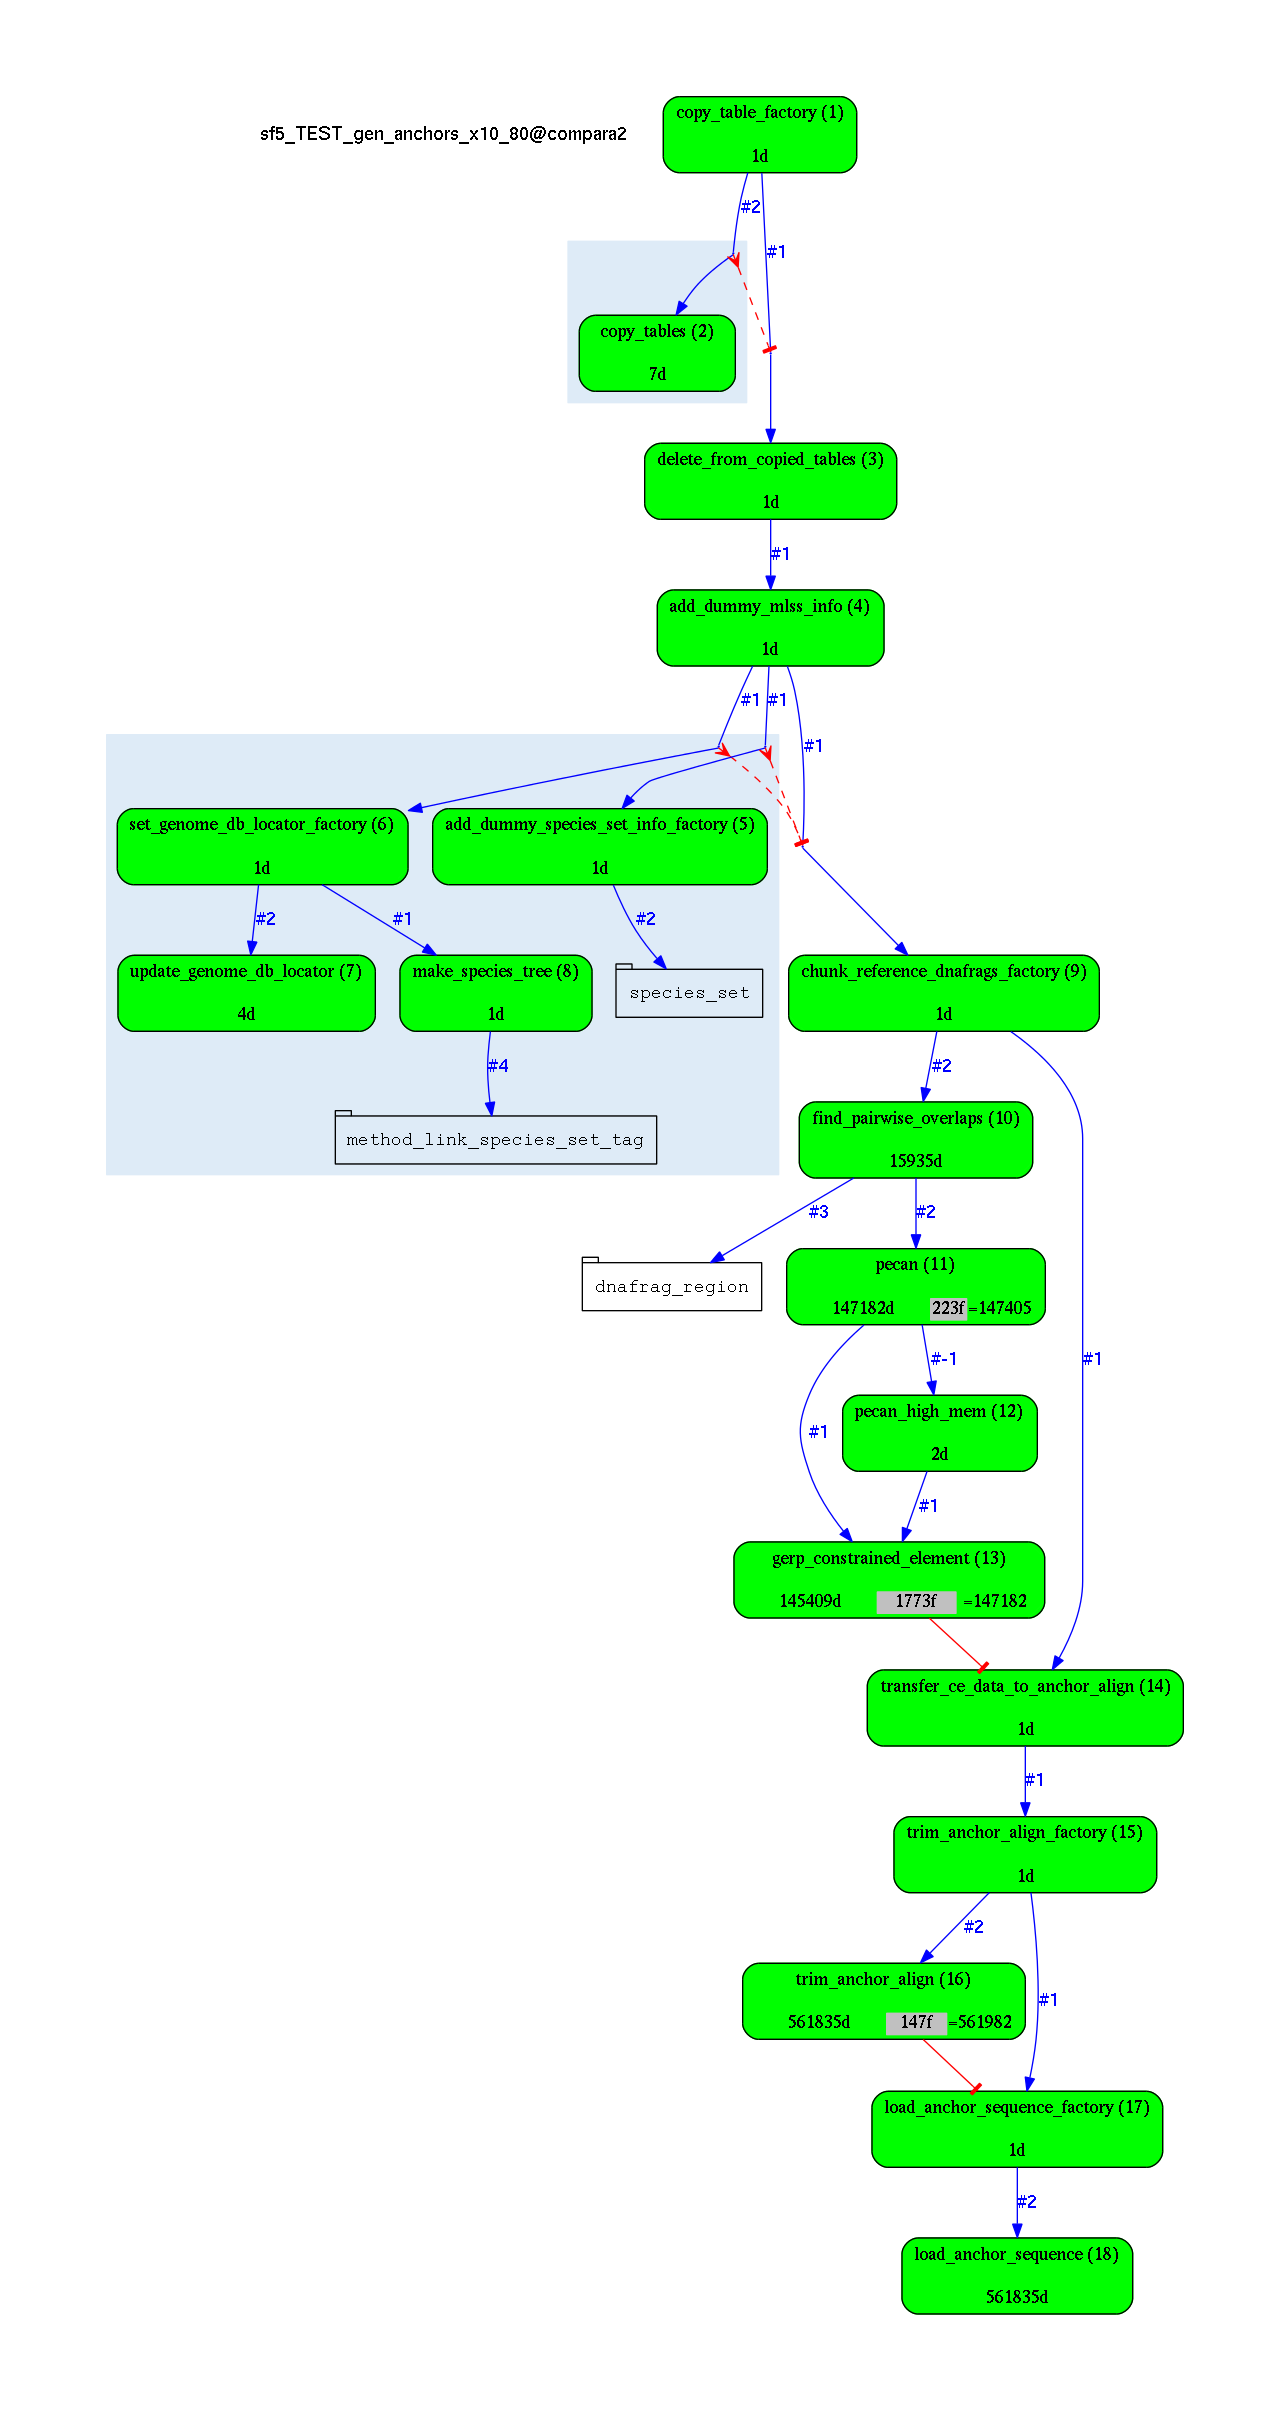 copy_table_factory (1)
sf5_TEST_gen_anchors_x10_80@compara2
1d
#2
#1
copy_tables (2)
7d
delete_from_copied_tables (3)
1d
#1
add_dummy_mlss_info (4)
1d
#1 #1
#1
set_genome_db_locator_factory (6)
1d
add_dummy_species_set_info_factory (5)
1d
#2
#1
#2
update_genome_db_locator (7)
4d
make_species_tree (8)
1d
species_set
chunk_reference_dnafrags_factory (9)
1d
#4
#2
method_link_species_set_tag
find_pairwise_overlaps (10)
15935d
#3
#2
dnafrag_region
pecan (11)
147182d 223f =147405
#-1
#1
pecan_high_mem (12)
2d
#1
#1
gerp_constrained_element (13)
145409d 1773f =147182
transfer_ce_data_to_anchor_align (14)
1d
#1
trim_anchor_align_factory (15)
1d
#2
trim_anchor_align (16)
561835d 147f =561982
#1
load_anchor_sequence_factory (17)
1d
#2
load_anchor_sequence (18)
561835d